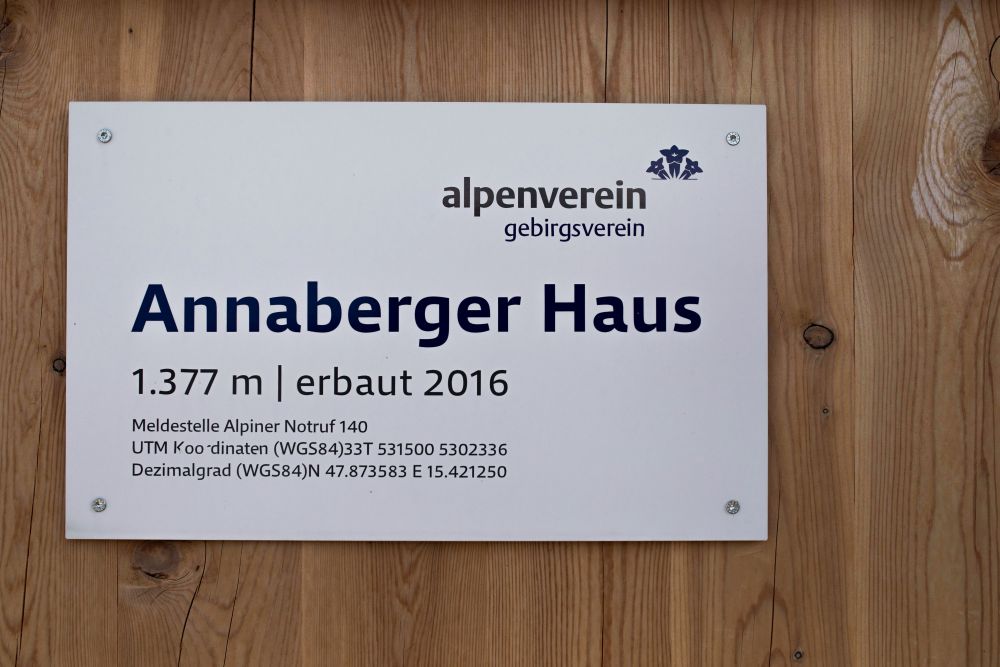 alpenverein
gebirgsverein
Annaberger Haus
1.377 m | erbaut 2016
Meldestelle Alpiner Notruf 140
UTM Koordinaten (WGS84)33T 531500 5302336
Dezimalgrad (WGS84)N 47.873583 E 15.421250